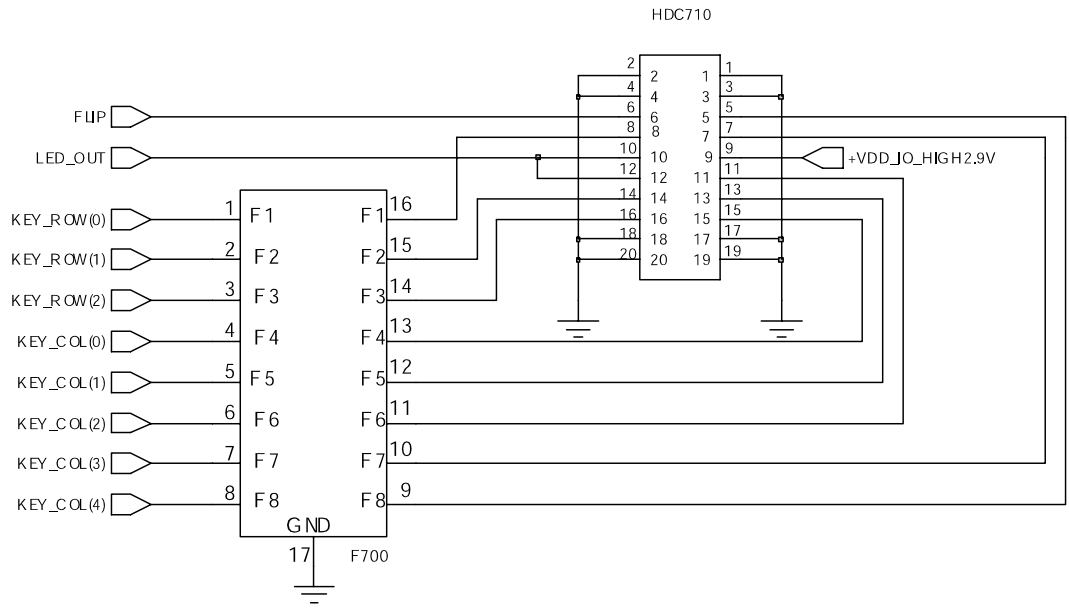 HDC710
2 2 1 1
4 4 3 3
FLIP 6 6 5 5
8 8 7 7
LED_OUT 10 10 9 9 +VDD_IO_HIGH2.9V
12 12 11 11
14 14 13 13
16 16 15 15
18 18 17 17
20 20 19 19
KEY_ROW(0) 1 F1 F1 16
KEY_ROW(1) 2 F2 F2 15
KEY_ROW(2) 3 F3 F3 14
KEY_COL(0) 4 F4 F4 13
KEY_COL(1) 5 F5 F5 12
KEY_COL(2) 6 F6 F6 11
KEY_COL(3) 7 F7 F7 10
KEY_COL(4) 8 F8 F8 9
GND
17 F700